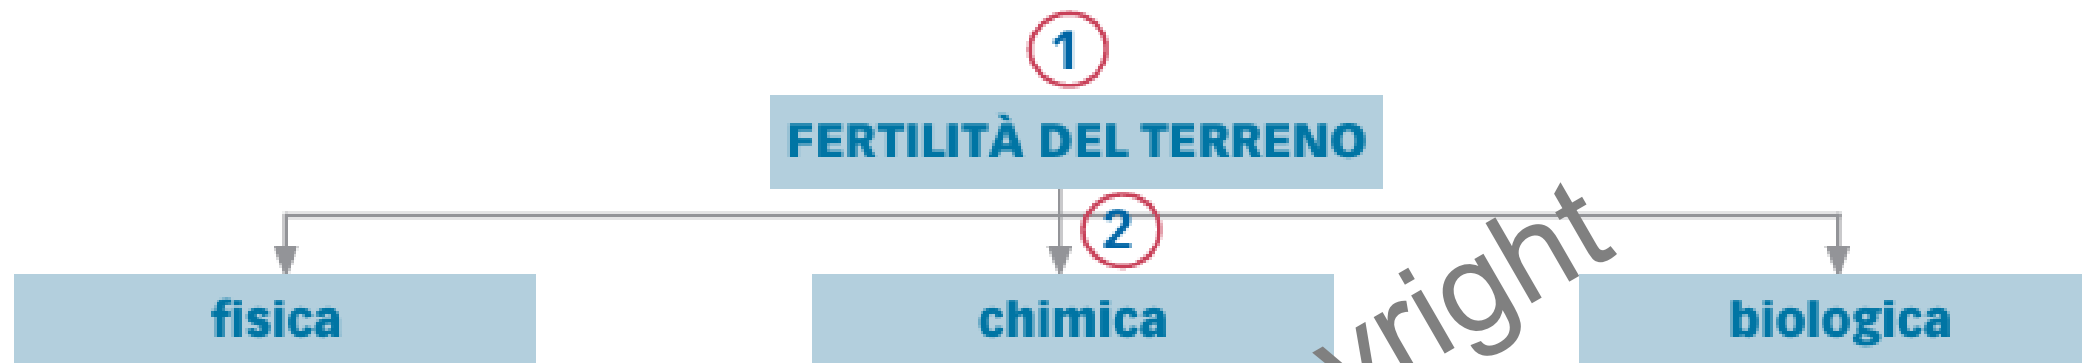 1
FERTILITÀ DEL TERRENO
2
fisica
chimica
biologica